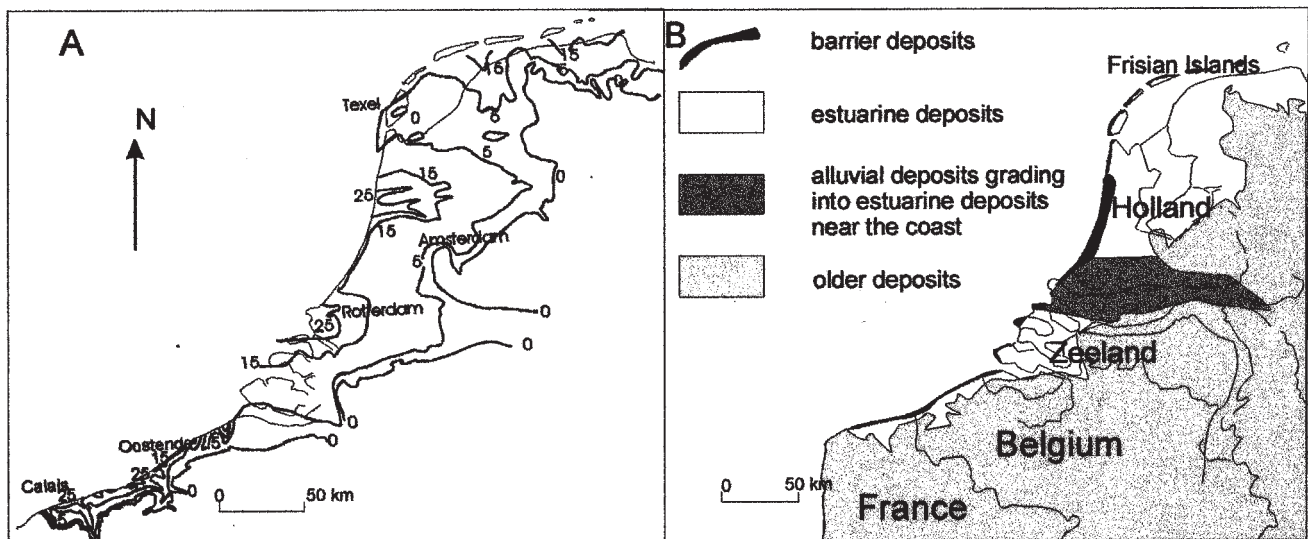 A
N
Texel
15
15
0
6
5
0
15
25
15
Amsterdam
5
0
Rotterdam
25
0
15
0
Oostende
0
15
25
0
Calais
25
0
50 km
B
barrier deposits
estuarine deposits
alluvial deposits grading
into estuarine deposits
near the coast
older deposits
Frisian Islands
Holland
Zeeland
Belgium
France
0
50 km